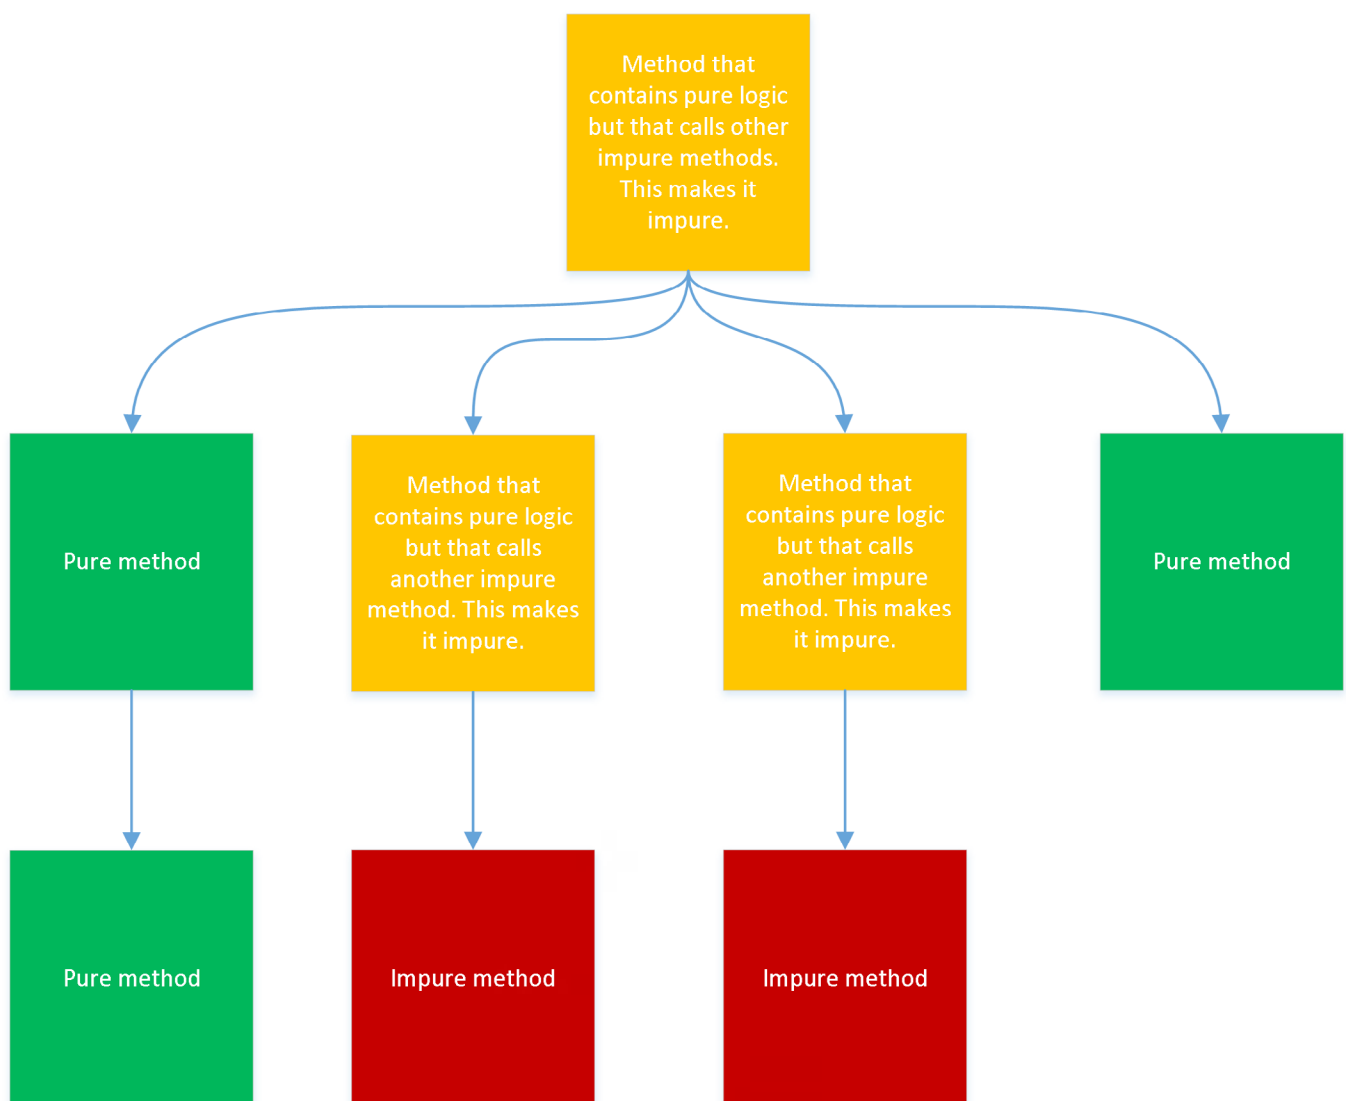 Method that
contains pure logic
but that calls other
impure methods.
This makes it
impure.
Pure method
Method that
contains pure logic
but that calls
another impure
method. This makes
it impure.
Method that
contains pure logic
but that calls
another impure
method. This makes
it impure.
Pure method
Pure method
Impure method
Impure method